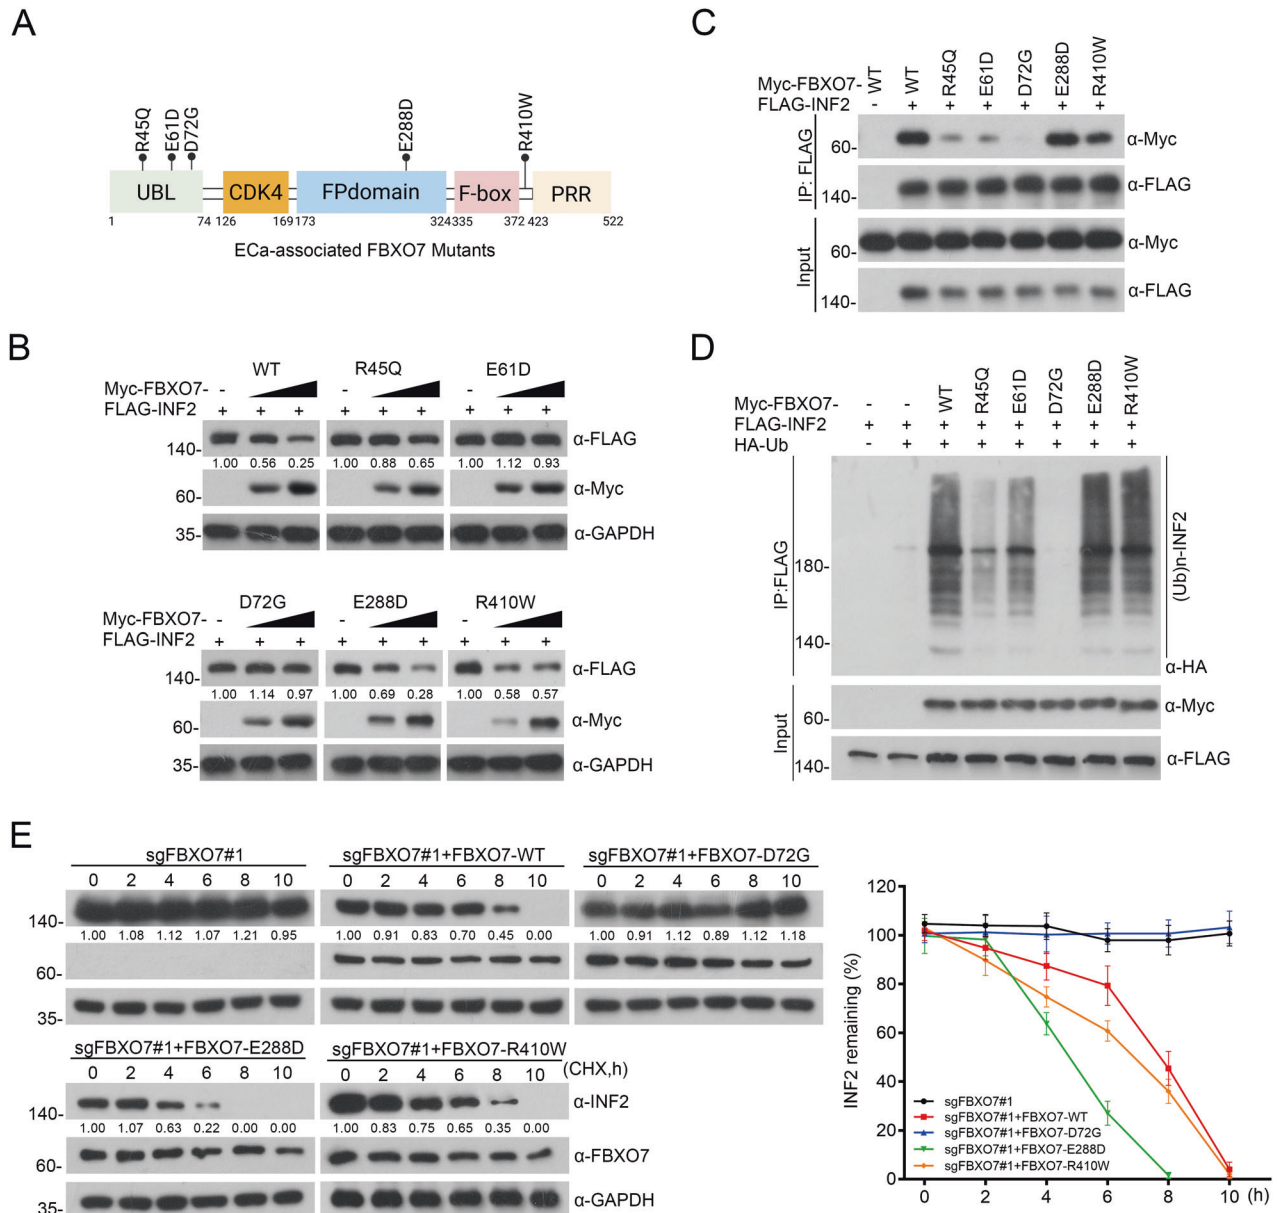 A
R45Q E61D D72G E288D R410W
UBL CDK4 FPdomain F-box PRR
1 74 126 169 173 324 335 372 423 522
ECa-associated FBXO7 Mutants
B
WT R45Q E61D
Myc-FBXO7- - - -
FLAG-INF2 + + + + + + + + +
140- α-FLAG
1.00 0.56 0.25 1.00 0.88 0.65 1.00 1.12 0.93
60- α-Myc
35- α-GAPDH
D72G E288D R410W
Myc-FBXO7- - - -
FLAG-INF2 + + + + + + + + +
140- α-FLAG
1.00 1.14 0.97 1.00 0.69 0.28 1.00 0.58 0.57
60- α-Myc
35- α-GAPDH
C
Myc-FBXO7- WT WT R45Q E61D D72G E288D R410W
FLAG-INF2 - + + + + + +
IP: FLAG
60- α-Myc
140- α-FLAG
Input
60- α-Myc
140- α-FLAG
D
Myc-FBXO7- - - WT R45Q E61D D72G E288D R410W
FLAG-INF2 + + + + + + + +
HA-Ub - + + + + + + +
IP:FLAG
180-
140-
(Ub)n-INF2
α-HA
Input
60- α-Myc
140- α-FLAG
E
sgFBXO7#1 sgFBXO7#1+FBXO7-WT sgFBXO7#1+FBXO7-D72G
0 2 4 6 8 10 0 2 4 6 8 10 0 2 4 6 8 10
140-
1.00 1.08 1.12 1.07 1.21 0.95 1.00 0.91 0.83 0.70 0.45 0.00 1.00 0.91 1.12 0.89 1.12 1.18
60-
35-
sgFBXO7#1+FBXO7-E288D sgFBXO7#1+FBXO7-R410W
0 2 4 6 8 10 0 2 4 6 8 10 (CHX,h)
140- α-INF2
1.00 1.07 0.63 0.22 0.00 0.00 1.00 0.83 0.75 0.65 0.35 0.00
60- α-FBXO7
35- α-GAPDH
INF2 remaining (%)
120
100
80
60
40
20
0
sgFBXO7#1
sgFBXO7#1+FBXO7-WT
sgFBXO7#1+FBXO7-D72G
sgFBXO7#1+FBXO7-E288D
sgFBXO7#1+FBXO7-R410W
0 2 4 6 8 10 (h)